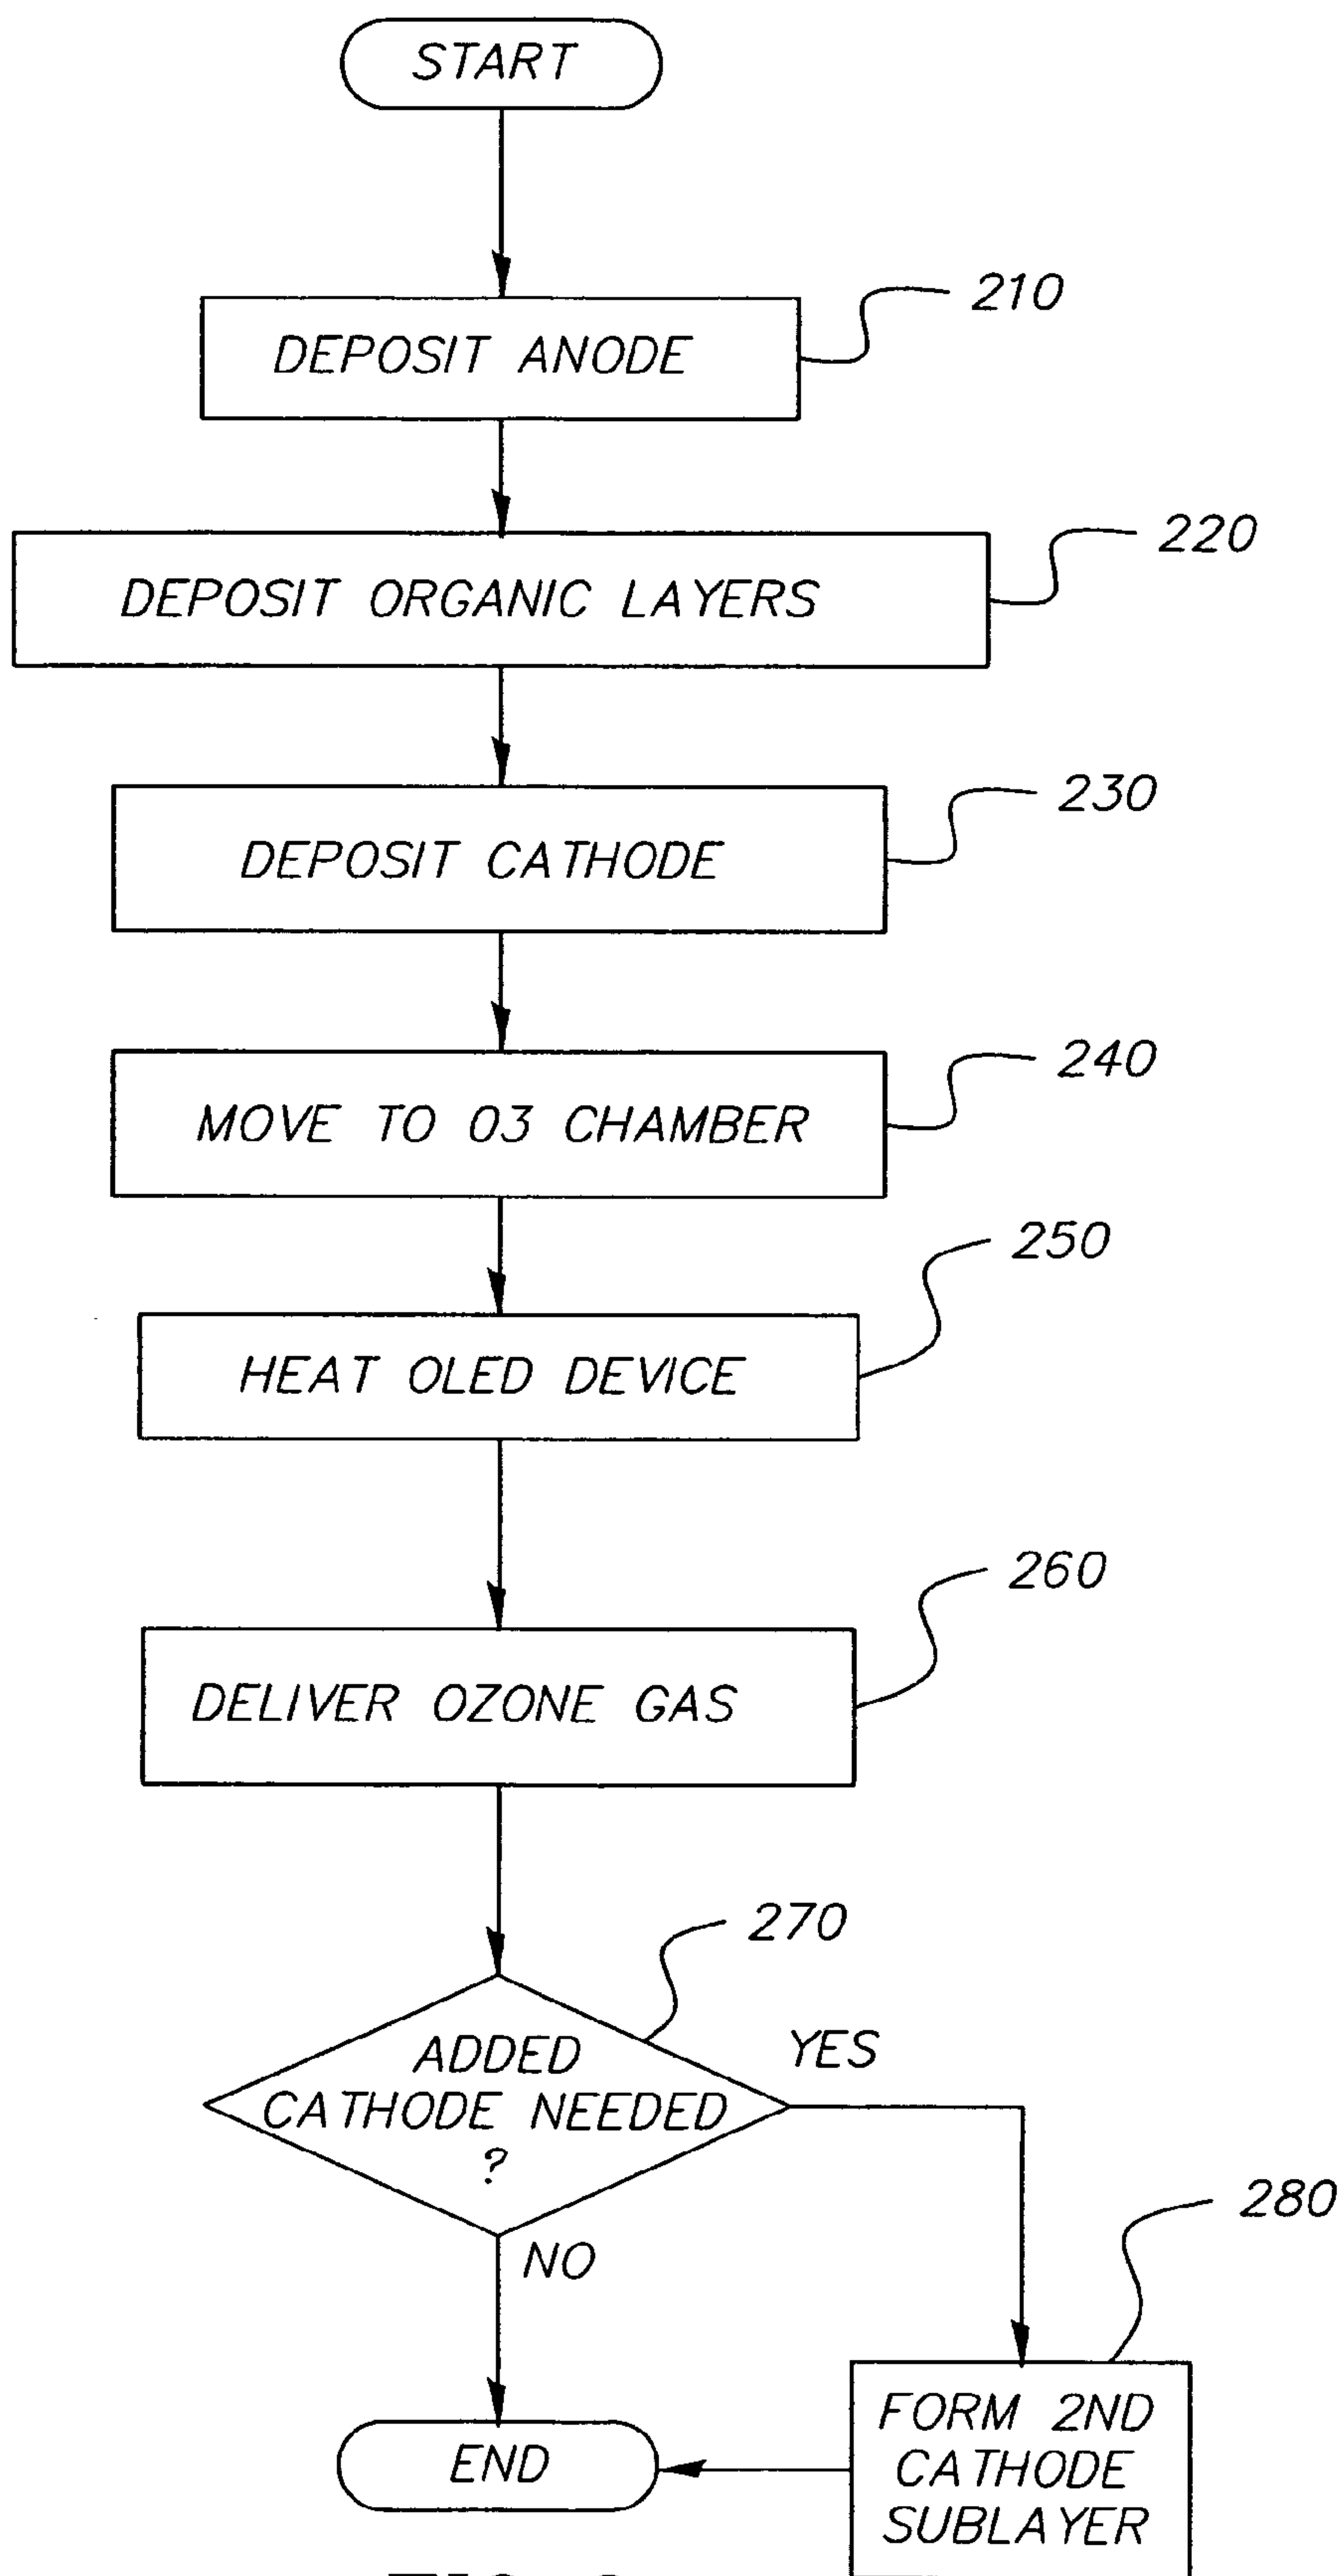 START
DEPOSIT ANODE
210
DEPOSIT ORGANIC LAYERS
220
DEPOSIT CATHODE
230
MOVE TO O3 CHAMBER
240
HEAT OLED DEVICE
250
DELIVER OZONE GAS
260
ADDED
CATHODE NEEDED
?
270
YES
NO
280
FORM 2ND
CATHODE
SUBLAYER
END